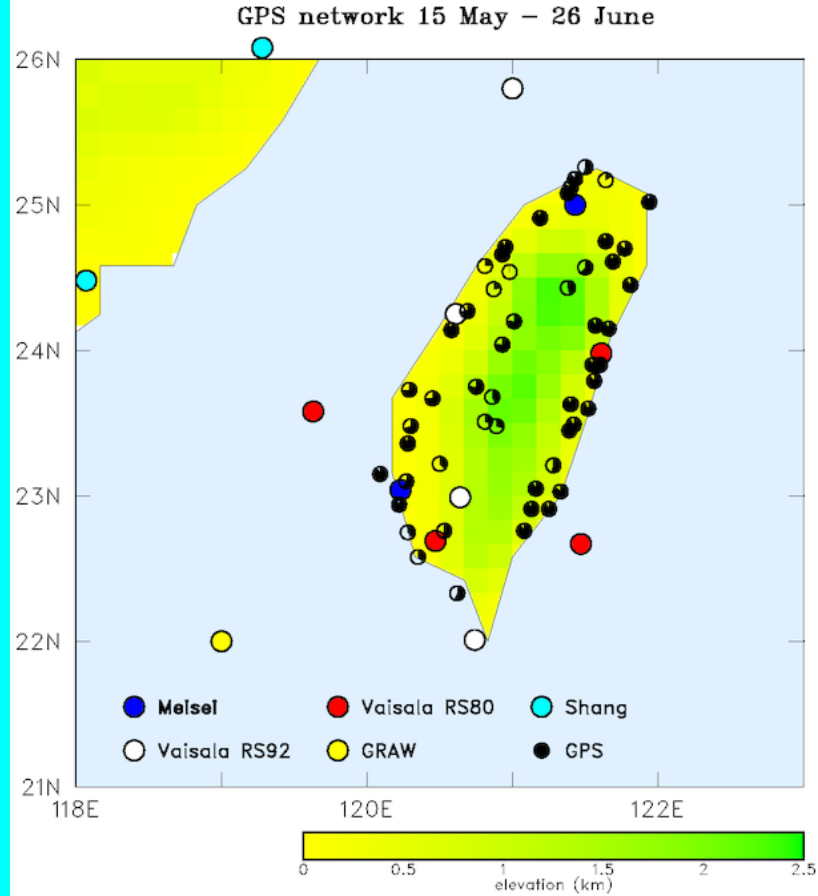 GPS network 15 May – 26 June
26N
25N
24N
23N
22N
21N
Meisei
Vaisala RS80
Shang
Vaisala RS92
GRAW
GPS
118E
120E
122E
0
0.5
1
1.5
2
2.5
elevation (km)